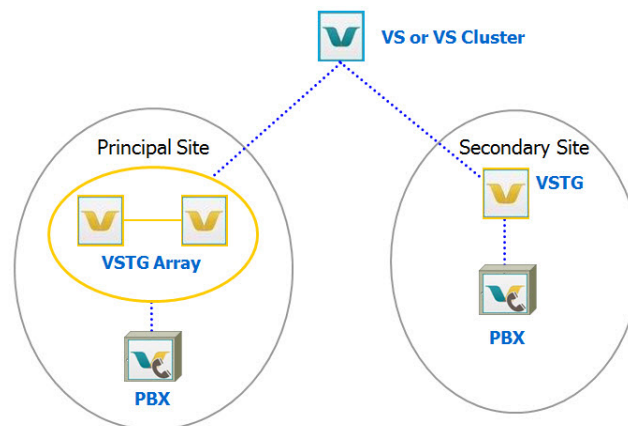 VS or VS Cluster
Principal Site
Secondary Site
VSTG
VSTG Array
PBX
PBX